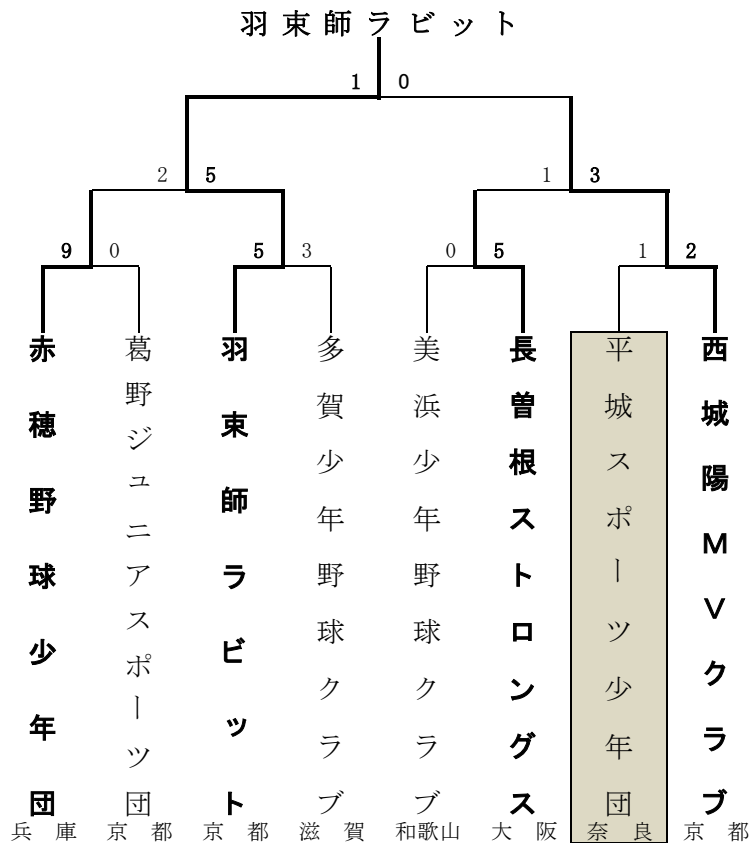 羽束師ラビット
1 0
2 5
1 3
9 0
5 3
0 5
1 2
赤穂野球少年団
葛野ジュニアスポーツ団
羽束師ラビット
多賀少年野球クラブ
美浜少年野球クラブ
長曽根ストロングス
平城スポーツ少年団
西城陽MVクラブ
兵庫 京都 京都 滋賀 和歌山 大阪 奈良 京都